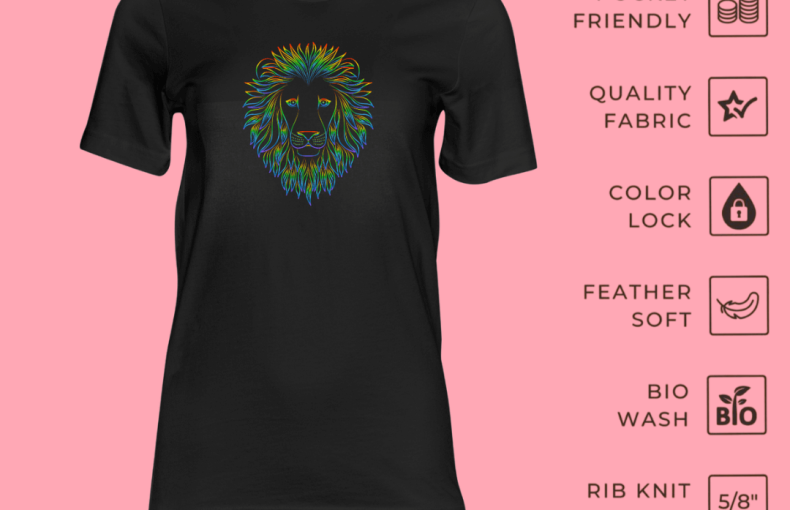 FRIENDLY
QUALITY
FABRIC
COLOR
LOCK
FEATHER
SOFT
BIO
WASH
BIO
RIB KNIT
5/8"